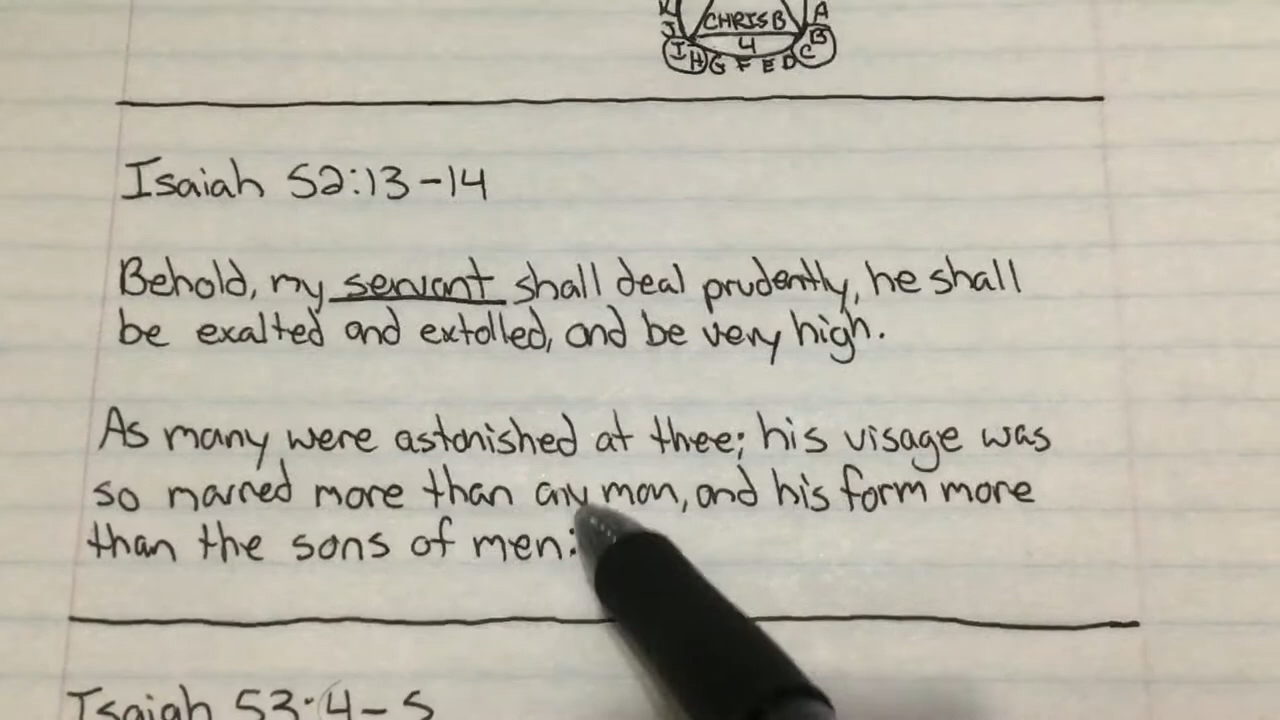 K
J
CHRIS B
A
I
4
B
H G F E D C
Isaiah 52:13-14
Behold, my servant shall deal prudently, he shall
be exalted and extolled, and be very high.
As many were astonished at thee; his visage was
so marred more than any man, and his form more
than the sons of men:
Isaiah 53:4-5